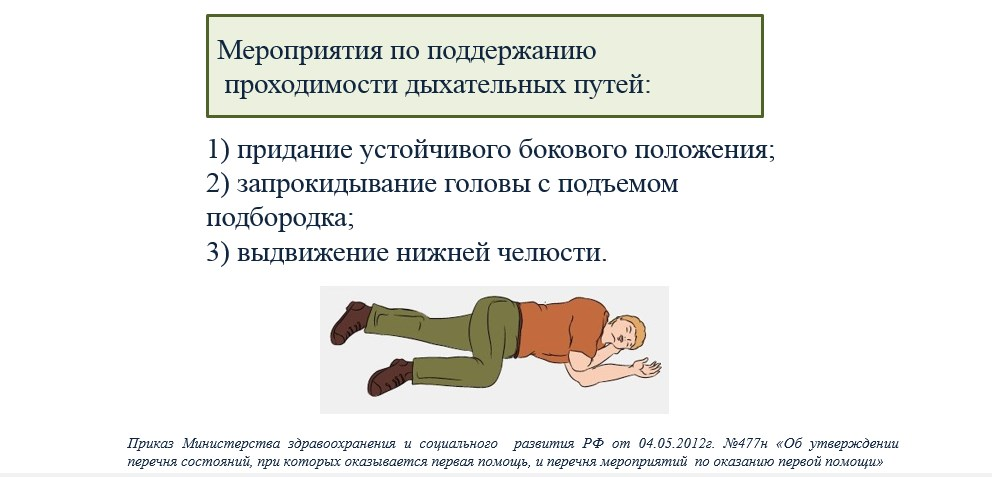 Мероприятия по поддержанию
проходимости дыхательных путей:
1) придание устойчивого бокового положения;
2) запрокидывание головы с подъемом
подбородка;
3) выдвижение нижней челюсти.
Приказ Министерства здравоохранения и социального развития РФ от 04.05.2012г. №477н «Об утверждении
перечня состояний, при которых оказывается первая помощь, и перечня мероприятий по оказанию первой помощи»